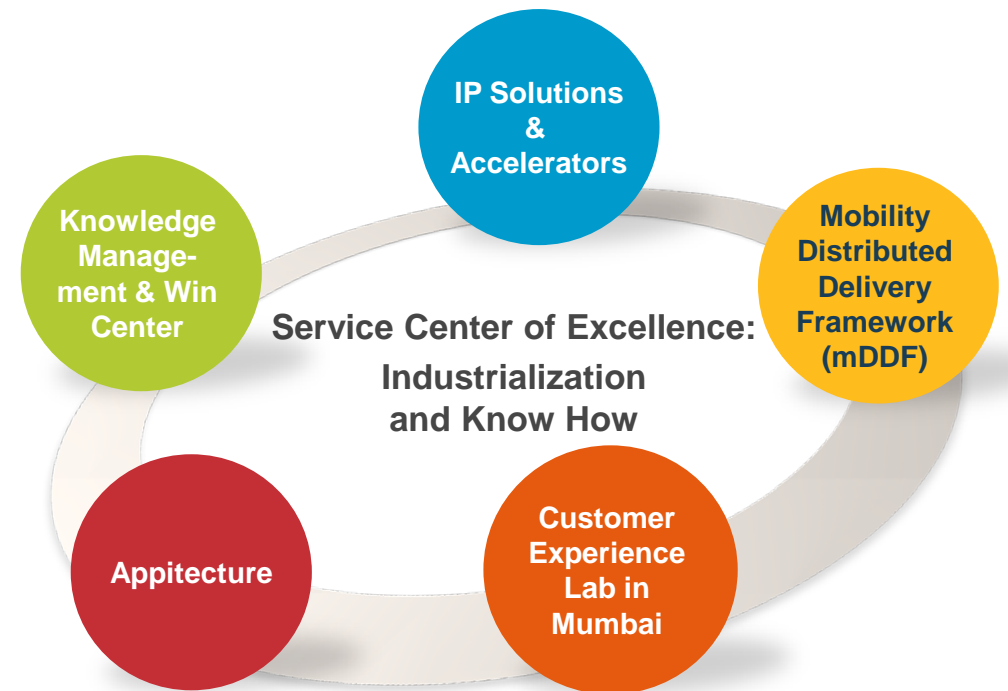 IP Solutions
&
Accelerators
Mobility
Distributed
Delivery
Framework
(mDDF)
Knowledge
Manage-
ment & Win
Center
Service Center of Excellence:
Industrialization
and Know How
Customer
Experience
Lab in
Mumbai
Appitecture